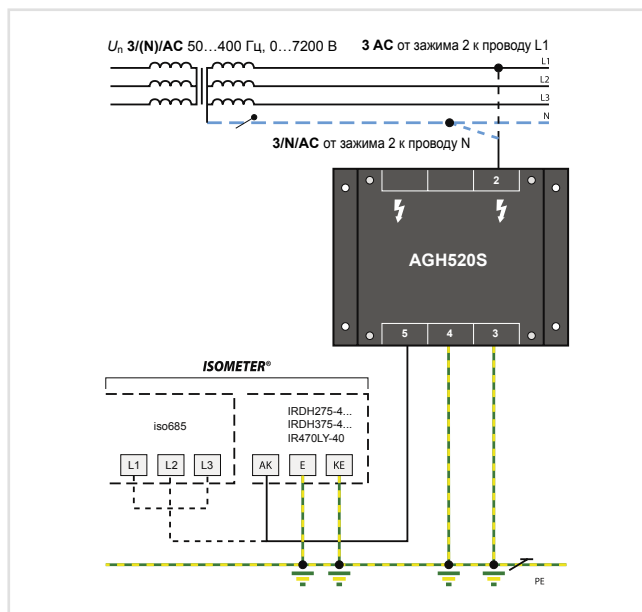 Un 3/(N)/AC 50…400 Гц, 0…7200 В
3 AC от зажима 2 к проводу L1
L1
L2
L3
N
3/N/AC от зажима 2 к проводу N
2
AGH520S
5 4 3
ISOMETER®
iso685
IRDH275-4...
IRDH375-4...
IR470LY-40
L1 L2 L3 AK E KE
PE